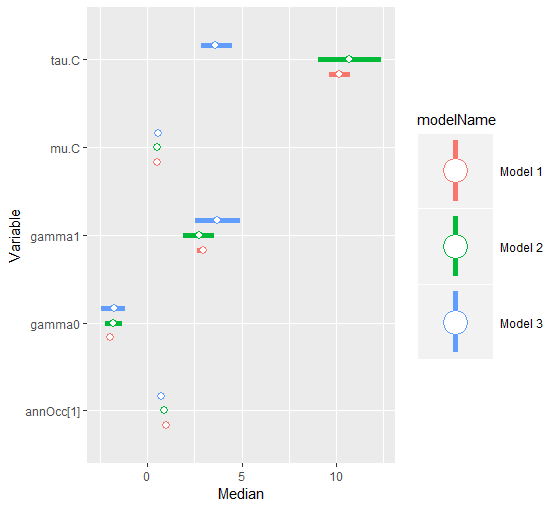 tau.C
mu.C
gamma1
gamma0
annOcc[1]
Variable
0 5 10
Median
modelName
Model 1
Model 2
Model 3